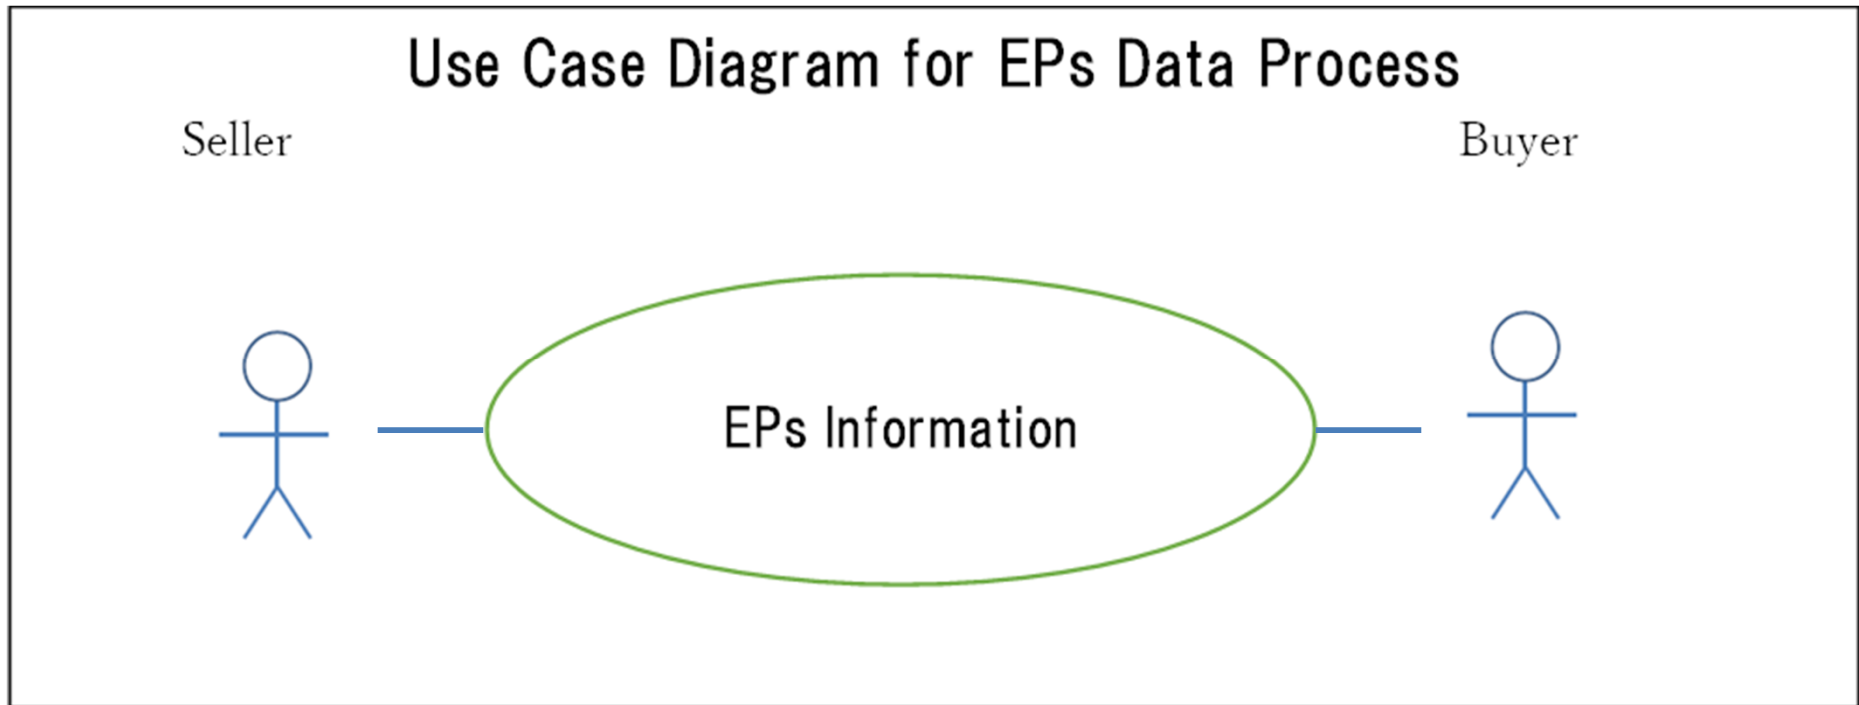 Use Case Diagram for EPs Data Process
Seller
Buyer
EPs Information